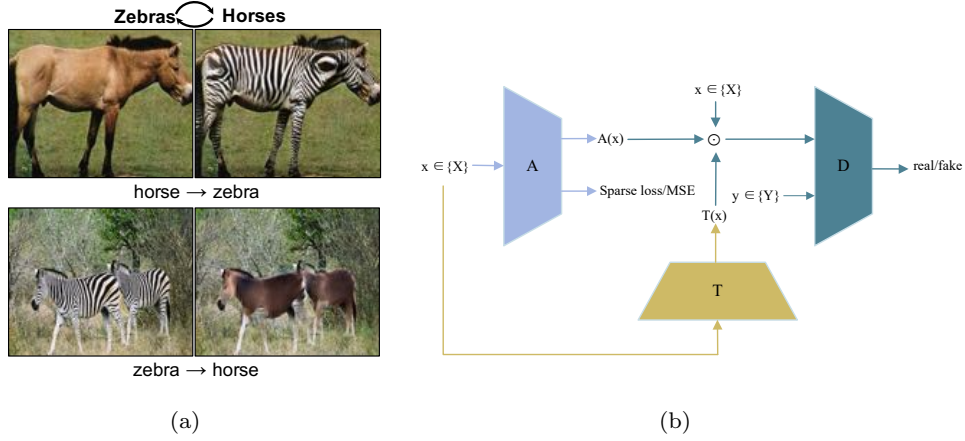 Zebras Horses
horse → zebra
zebra → horse
(a)
x ∈ {X}
A
A(x)
Sparse loss/MSE
x ∈ {X}
⊙
T(x)
y ∈ {Y}
D
real/fake
T
(b)